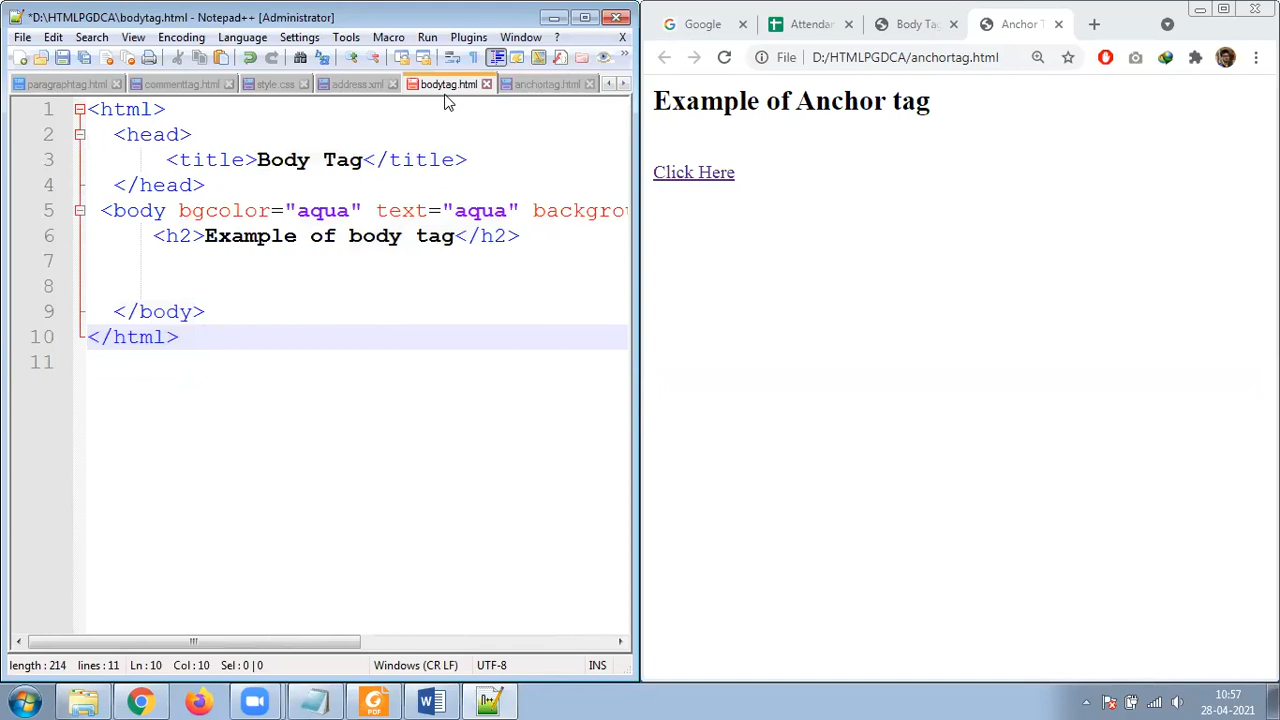 *D:\HTMLPGDCA\bodytag.html - Notepad++ [Administrator]
File Edit Search View Encoding Language Settings Tools Macro Run Plugins Window ? X
paragraphtag.html commenttag.html style.css address.xml bodytag.html anchortag.html
1 <html>
2 <head>
3 <title>Body Tag</title>
4 </head>
5 <body bgcolor="aqua" text="aqua" backgrou
6 <h2>Example of body tag</h2>
7
8
9 </body>
10 </html>
11
length : 214 lines : 11 Ln : 10 Col : 10 Sel : 0 | 0 Windows (CR LF) UTF-8 INS
Google Attendar Body Ta Anchor T
File D:/HTMLPGDCA/anchortag.html
Example of Anchor tag
Click Here
PDF
10:57
28-04-2021